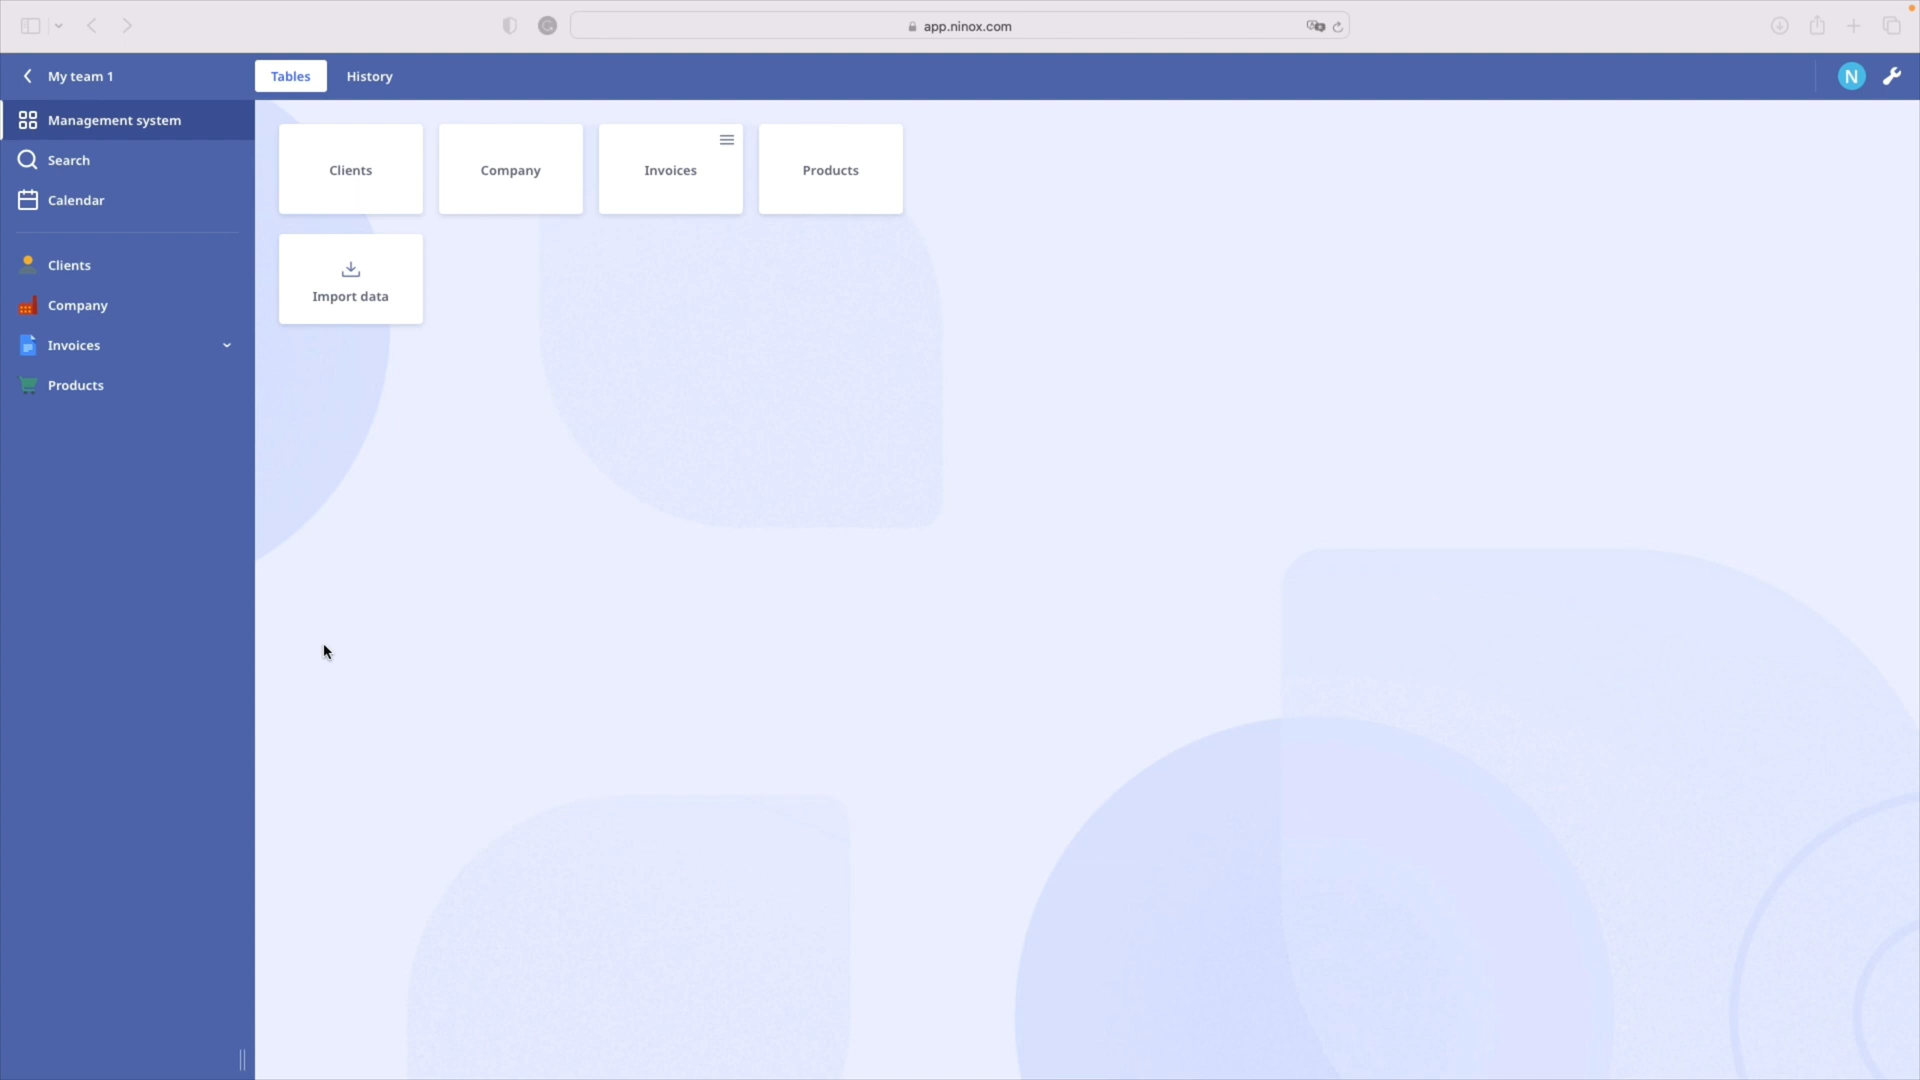 app.ninox.com
My team 1
Tables
History
N
Management system
Search
Calendar
Clients
Company
Invoices
Products
Clients
Company
Invoices
Products
Import data